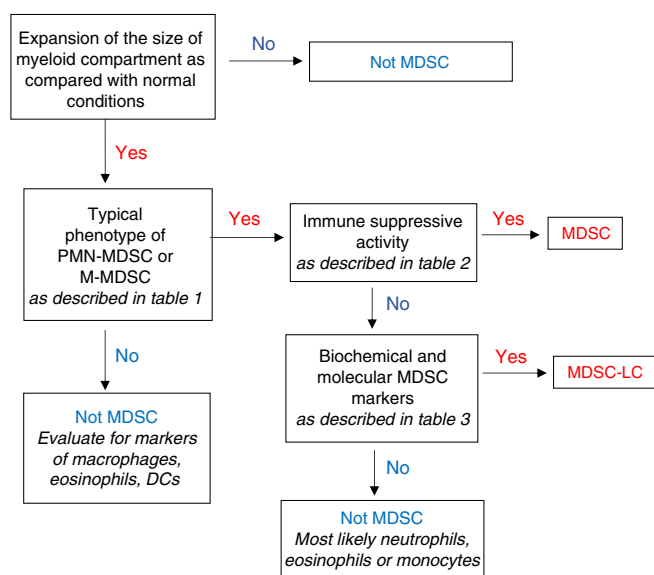 Expansion of the size of
myeloid compartment as
compared with normal
conditions
No
Not MDSC
Yes
Typical
phenotype of
PMN-MDSC or
M-MDSC
as described in table 1
Yes
Immune suppressive
activity
as described in table 2
Yes
MDSC
No
No
Biochemical and
molecular MDSC
markers
as described in table 3
Yes
MDSC-LC
Not MDSC
Evaluate for markers
of macrophages,
eosinophils, DCs
No
Not MDSC
Most likely neutrophils,
eosinophils or monocytes